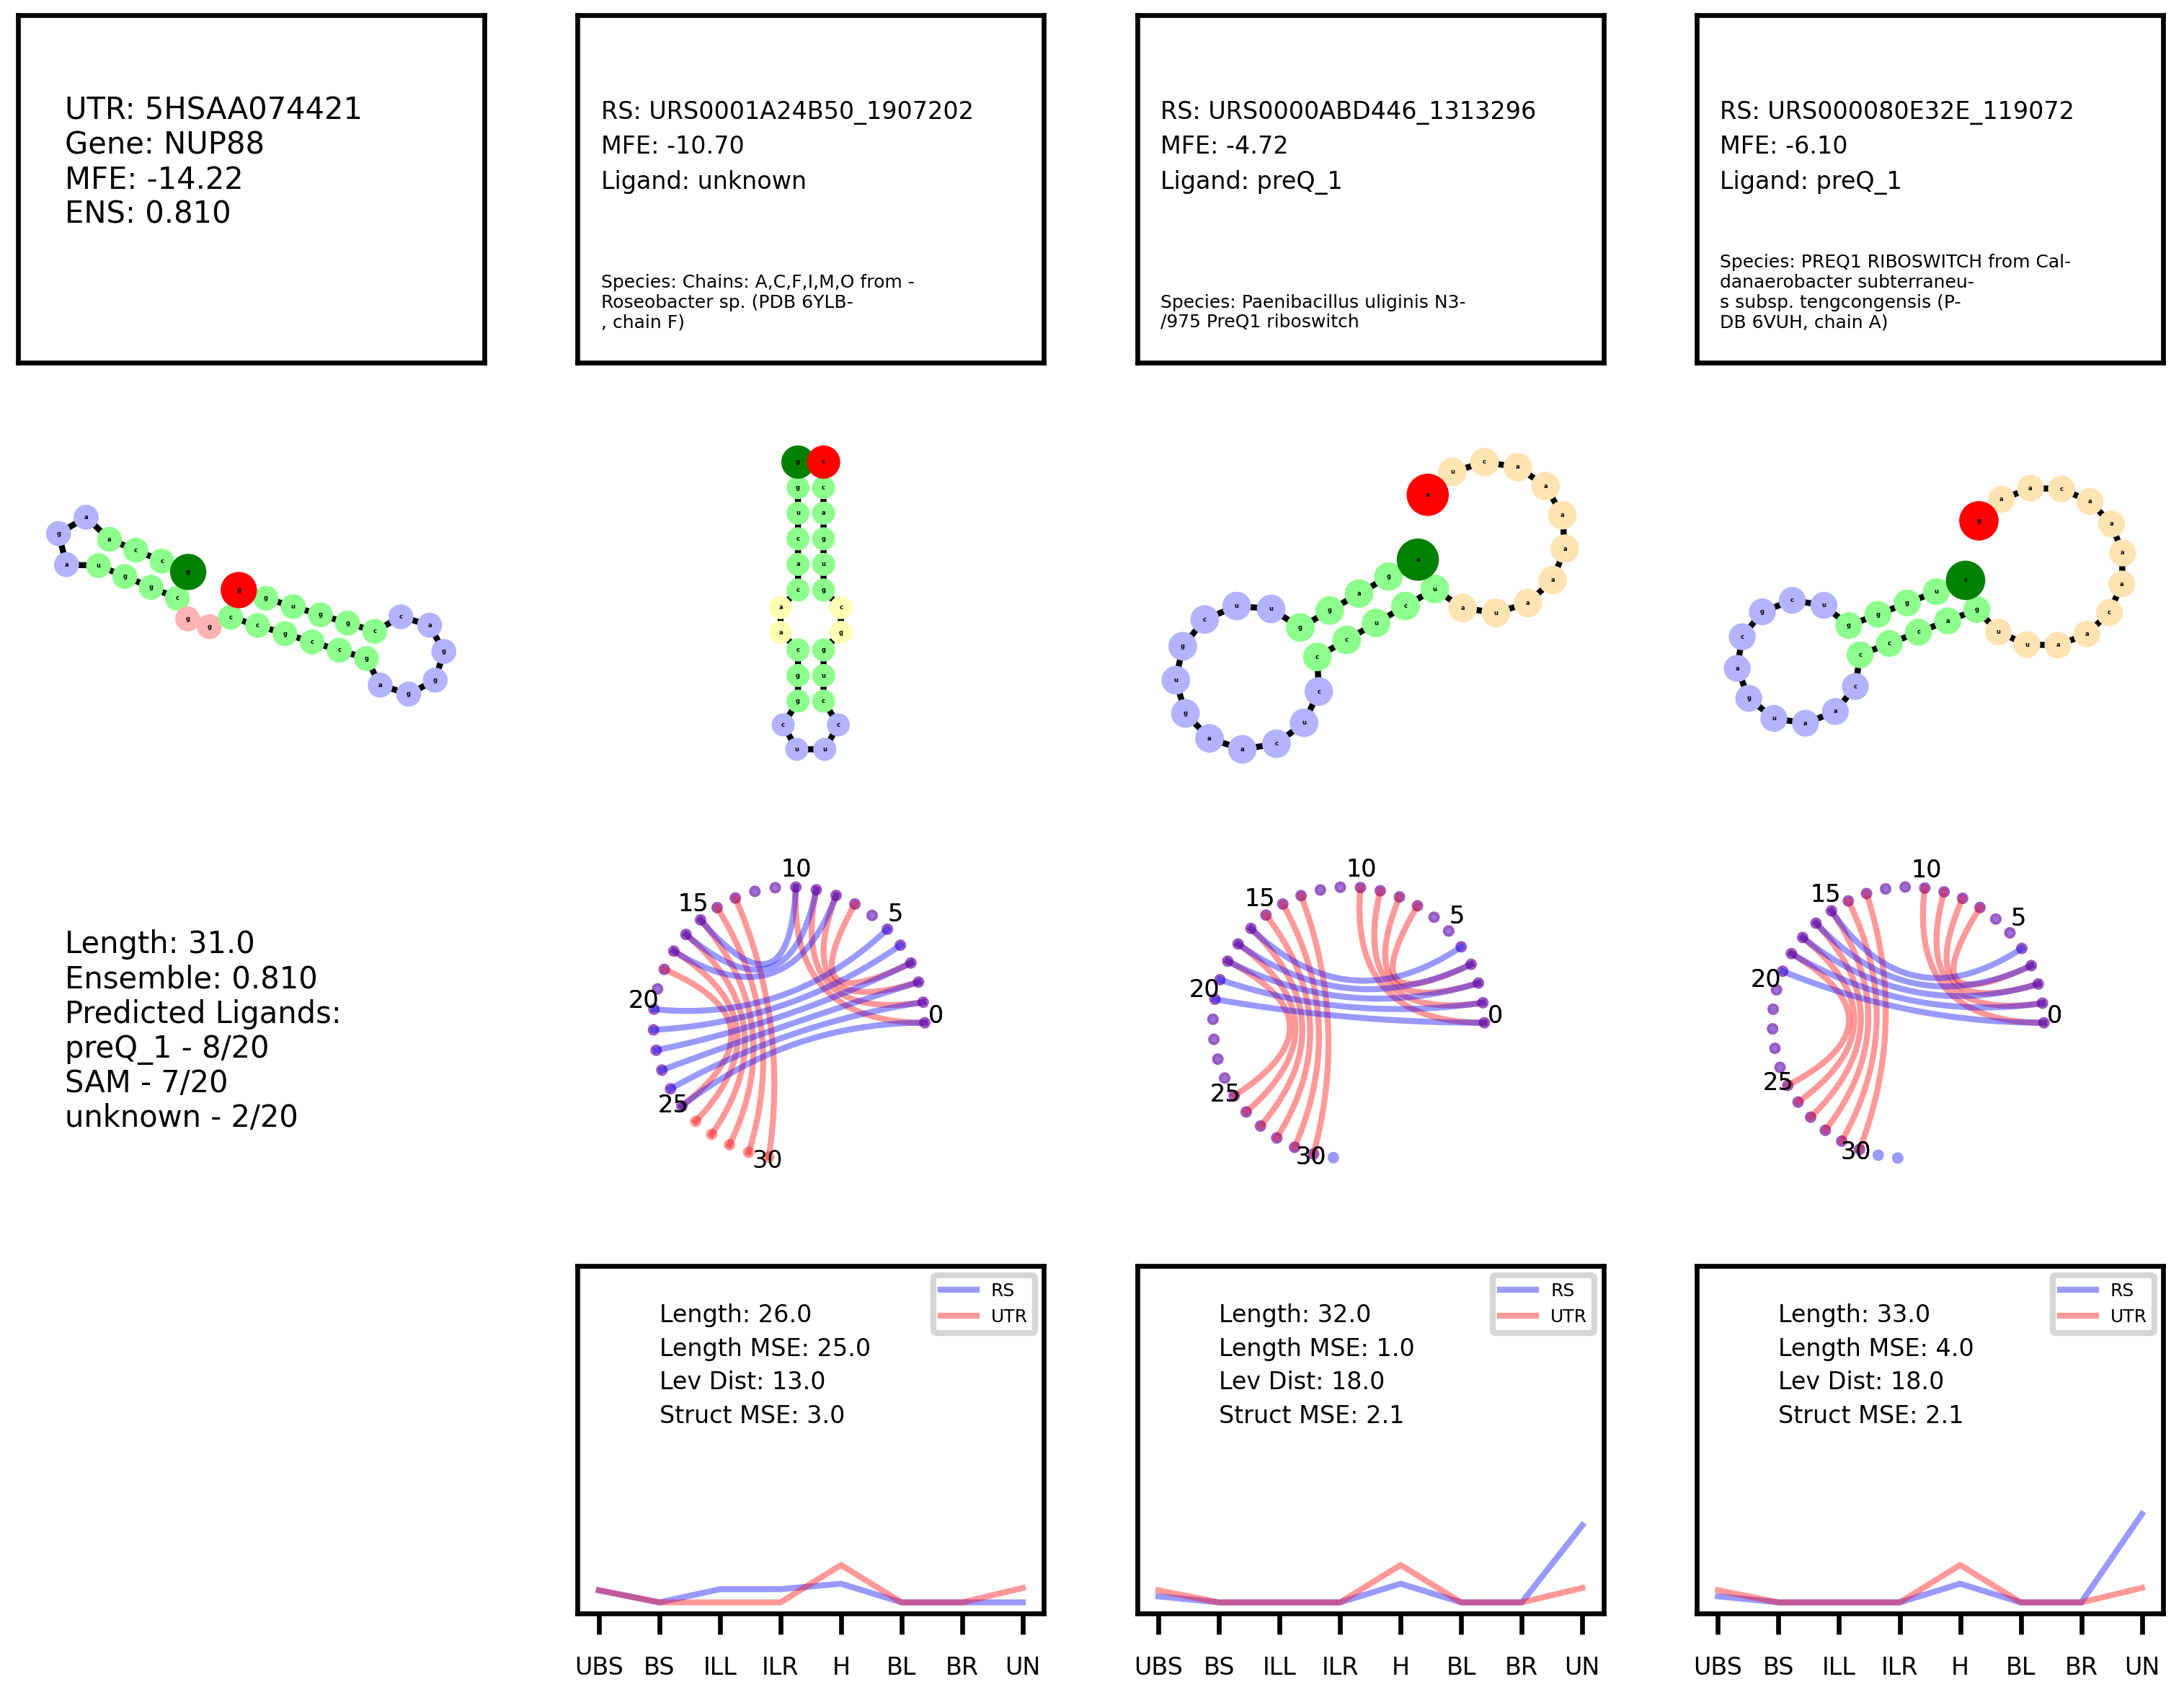 UTR: 5HSAA074421
Gene: NUP88
MFE: -14.22
ENS: 0.810
RS: URS0001A24B50_1907202
MFE: -10.70
Ligand: unknown
Species: Chains: A,C,F,I,M,O from -
Roseobacter sp. (PDB 6YLB-
, chain F)
RS: URS0000ABD446_1313296
MFE: -4.72
Ligand: preQ_1
Species: Paenibacillus uliginis N3-
/975 PreQ1 riboswitch
RS: URS000080E32E_119072
MFE: -6.10
Ligand: preQ_1
Species: PREQ1 RIBOSWITCH from Cal-
danaerobacter subterraneu-
s subsp. tengcongensis (P-
DB 6VUH, chain A)
Length: 31.0
Ensemble: 0.810
Predicted Ligands:
preQ_1 - 8/20
SAM - 7/20
unknown - 2/20
0
5
10
15
20
25
30
0
5
10
15
20
25
30
0
5
10
15
20
25
30
RS
UTR
Length: 26.0
Length MSE: 25.0
Lev Dist: 13.0
Struct MSE: 3.0
UBS BS ILL ILR H BL BR UN
RS
UTR
Length: 32.0
Length MSE: 1.0
Lev Dist: 18.0
Struct MSE: 2.1
UBS BS ILL ILR H BL BR UN
RS
UTR
Length: 33.0
Length MSE: 4.0
Lev Dist: 18.0
Struct MSE: 2.1
UBS BS ILL ILR H BL BR UN